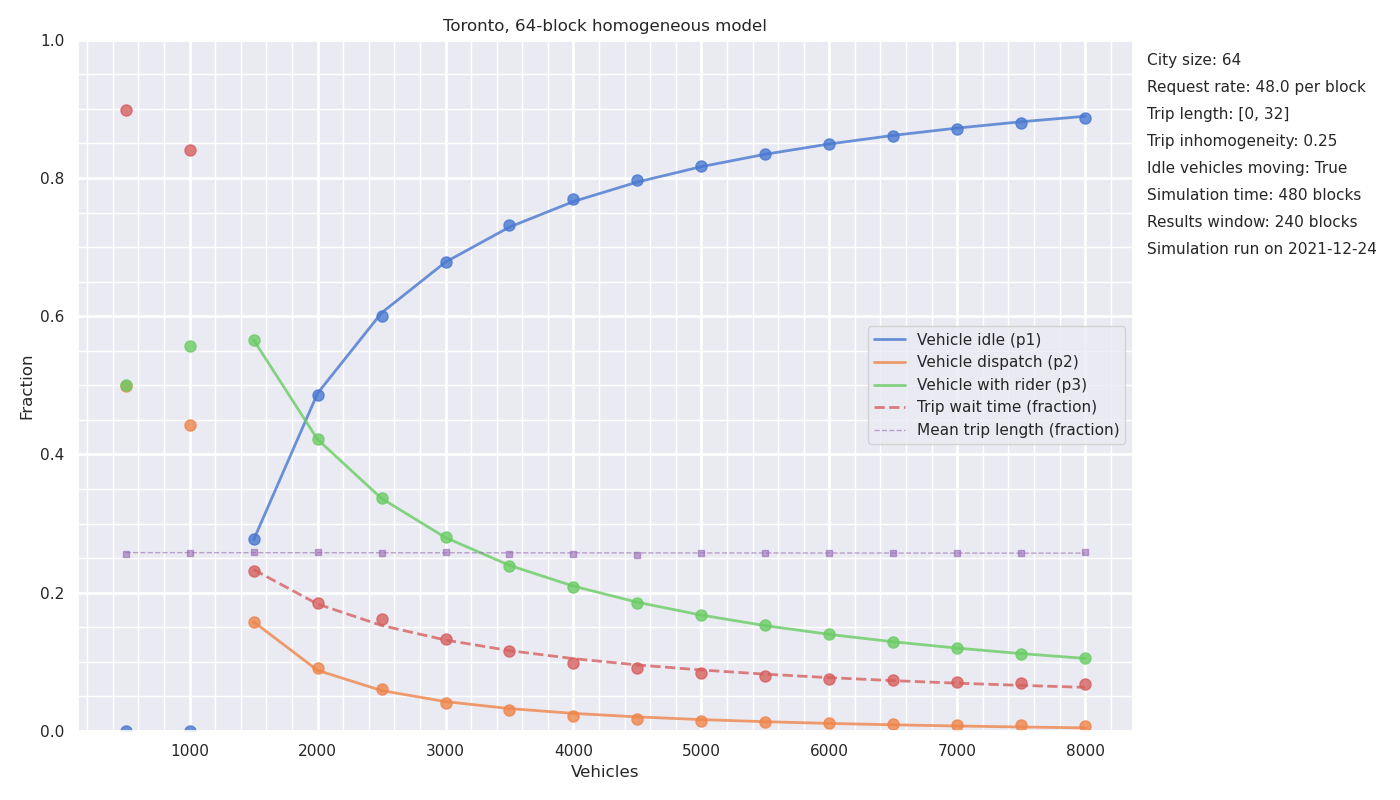 Toronto, 64-block homogeneous model
1.0
0.8
0.6
0.4
0.2
0.0
Fraction
1000 2000 3000 4000 5000 6000 7000 8000
Vehicles
Vehicle idle (p1)
Vehicle dispatch (p2)
Vehicle with rider (p3)
Trip wait time (fraction)
Mean trip length (fraction)
City size: 64
Request rate: 48.0 per block
Trip length: [0, 32]
Trip inhomogeneity: 0.25
Idle vehicles moving: True
Simulation time: 480 blocks
Results window: 240 blocks
Simulation run on 2021-12-24